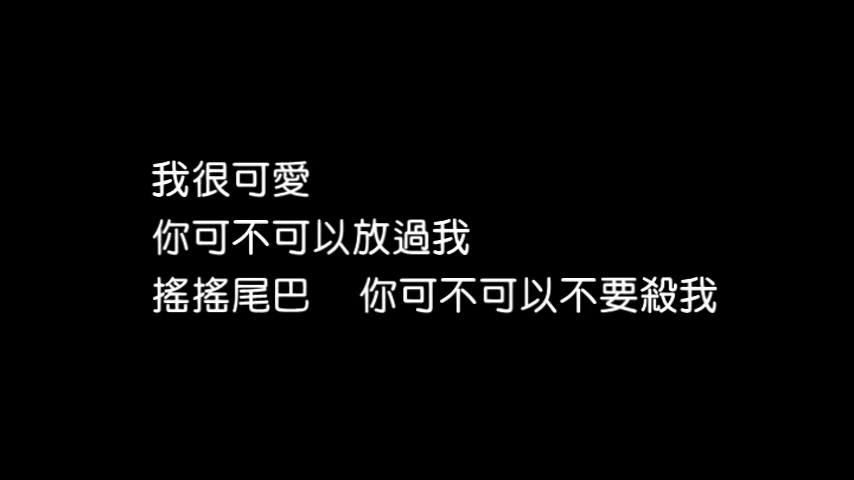 我很可愛
你可不可以放過我
搖搖尾巴　你可不可以不要殺我